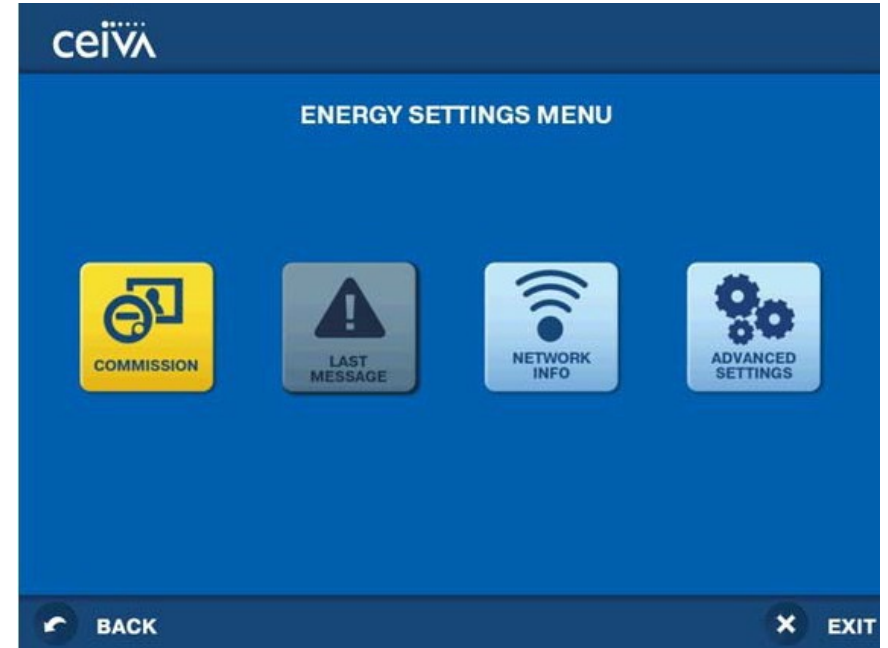 ceiva
ENERGY SETTINGS MENU
COMMISSION
LAST
MESSAGE
NETWORK
INFO
ADVANCED
SETTINGS
BACK
EXIT